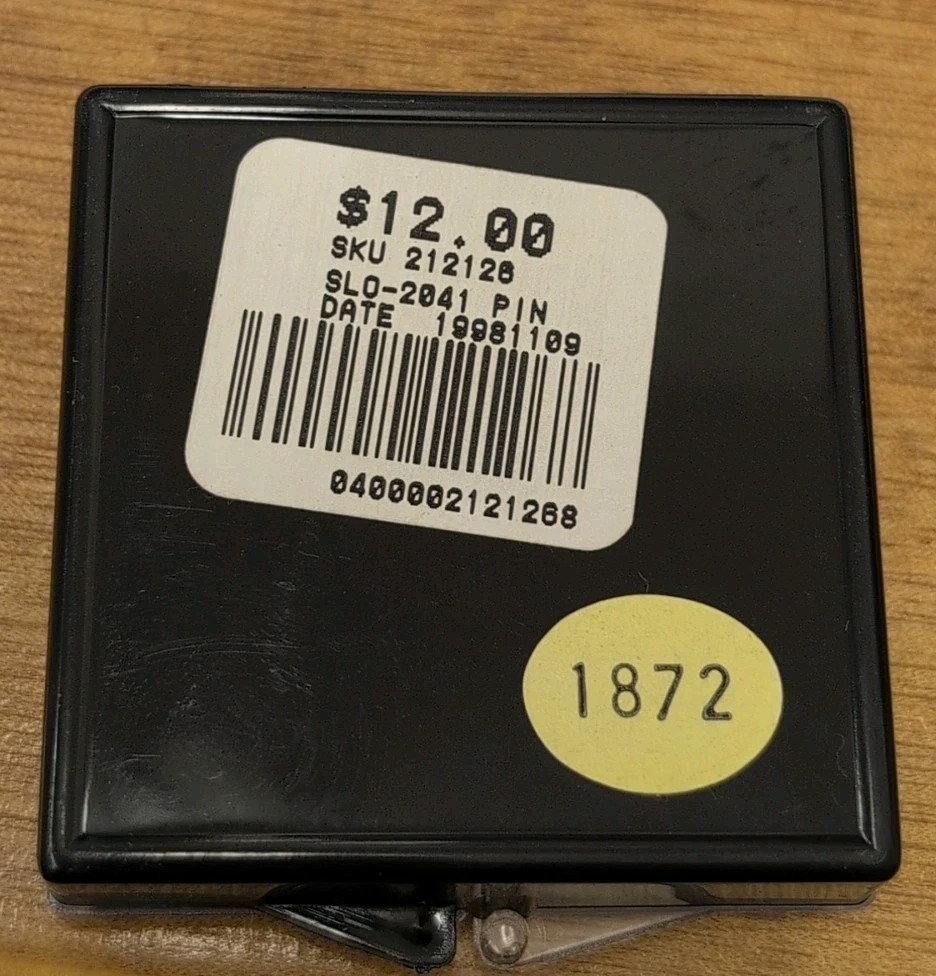 $12.00
SKU 212126
SLO-2041 PIN
DATE 19981109
0400002121268
1872